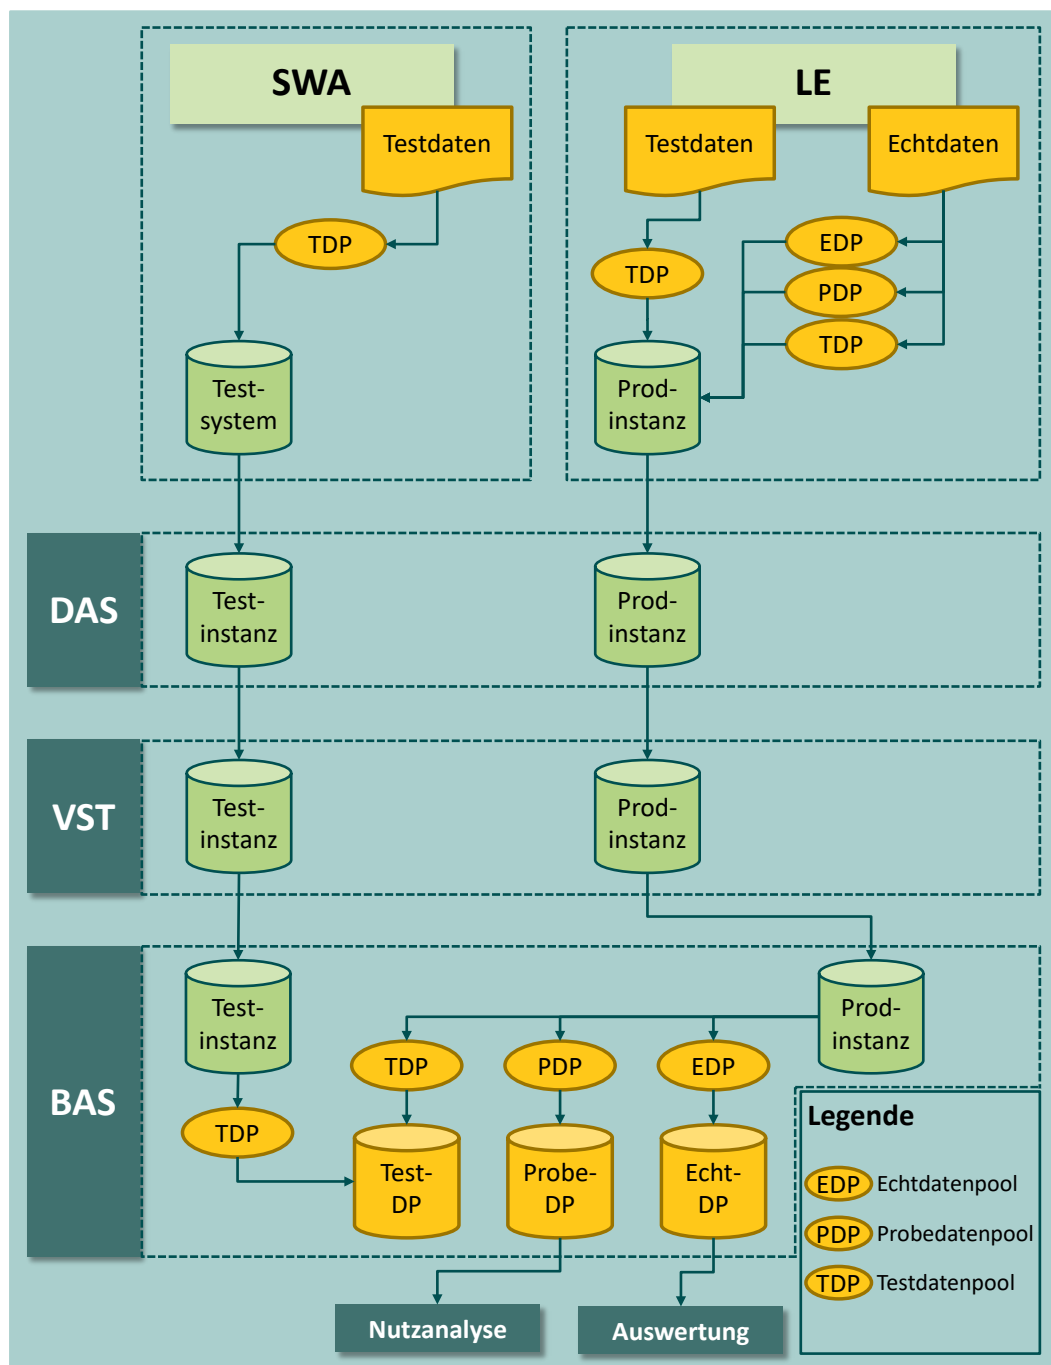 SWA
LE
Testdaten
Testdaten
Echtdaten
TDP
TDP
EDP
PDP
TDP
Test-
system
Prod-
instanz
DAS
Test-
instanz
Prod-
instanz
VST
Test-
instanz
Prod-
instanz
BAS
Test-
instanz
Prod-
instanz
TDP
PDP
EDP
TDP
Test-
DP
Probe-
DP
Echt-
DP
Legende
EDP Echtdatenpool
PDP Probedatenpool
TDP Testdatenpool
Nutzanalyse
Auswertung